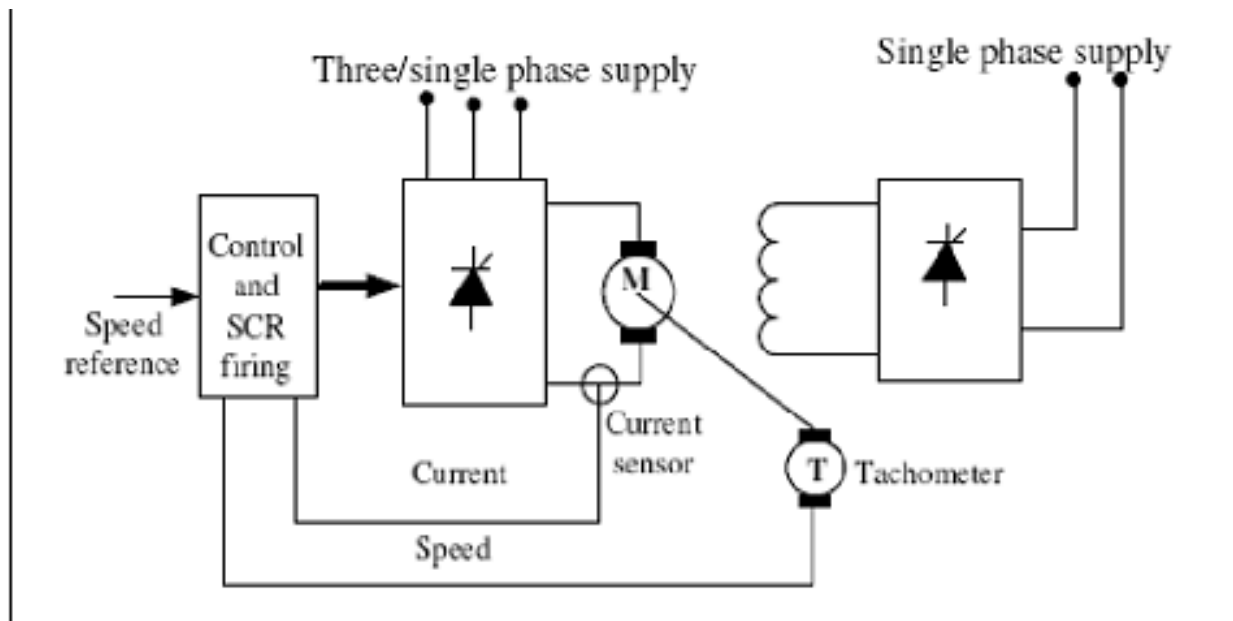 Three/single phase supply
Single phase supply
Control
and
SCR
firing
Speed
reference
M
Current
sensor
T
Tachometer
Current
Speed